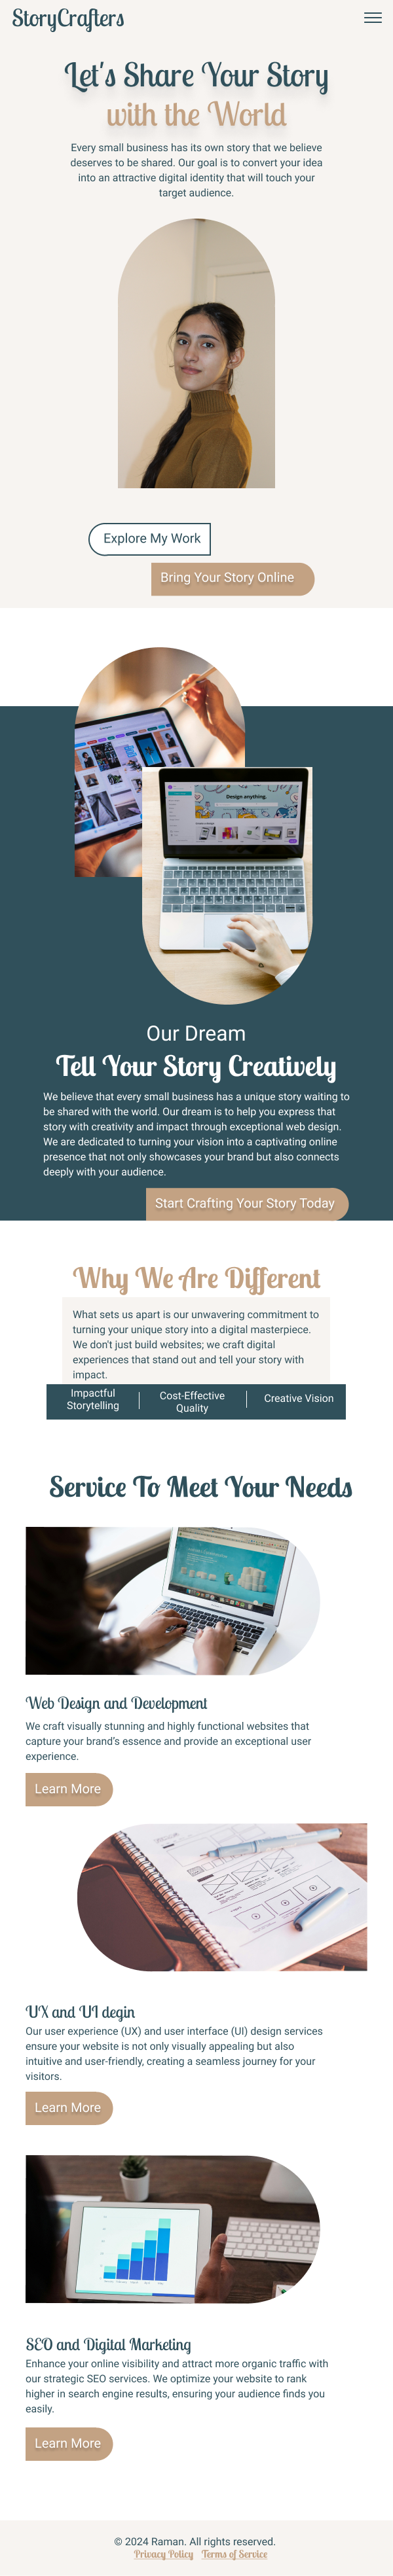 StoryCrafters
Let's Share Your Story
with the World
Every small business has its own story that we believe
deserves to be shared. Our goal is to convert your idea
into an attractive digital identity that will touch your
target audience.
Explore My Work
Bring Your Story Online
Design anything.
Our Dream
Tell Your Story Creatively
We believe that every small business has a unique story waiting to
be shared with the world. Our dream is to help you express that
story with creativity and impact through exceptional web design.
We are dedicated to turning your vision into a captivating online
presence that not only showcases your brand but also connects
deeply with your audience.
Start Crafting Your Story Today
Why We Are Different
What sets us apart is our unwavering commitment to
turning your unique story into a digital masterpiece.
We don't just build websites; we craft digital
experiences that stand out and tell your story with
impact.
Impactful
Storytelling
Cost-Effective
Quality
Creative Vision
Service To Meet Your Needs
Web Design and Development
We craft visually stunning and highly functional websites that
capture your brand's essence and provide an exceptional user
experience.
Learn More
UX and UI degin
Our user experience (UX) and user interface (UI) design services
ensure your website is not only visually appealing but also
intuitive and user-friendly, creating a seamless journey for your
visitors.
Learn More
SEO and Digital Marketing
Enhance your online visibility and attract more organic traffic with
our strategic SEO services. We optimize your website to rank
higher in search engine results, ensuring your audience finds you
easily.
Learn More
© 2024 Raman. All rights reserved.
Privacy Policy Terms of Service